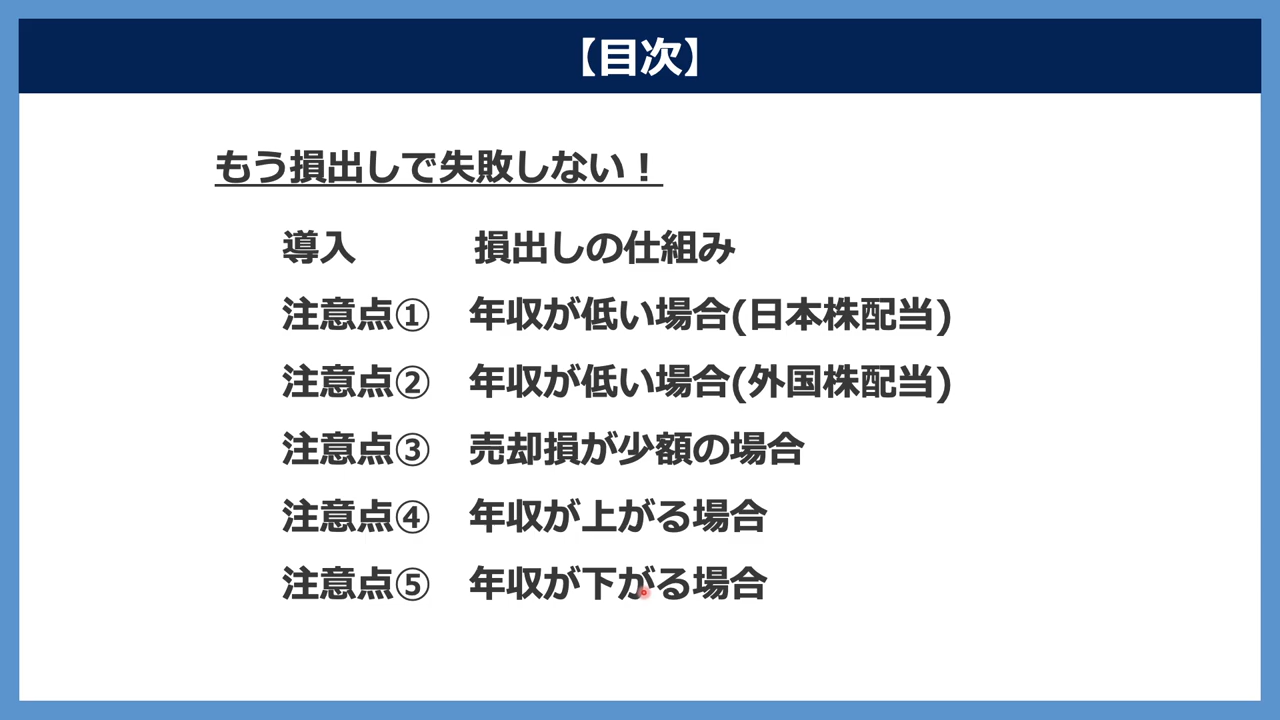 【目次】
もう損出しで失敗しない！
導入　損出しの仕組み
注意点①　年収が低い場合(日本株配当)
注意点②　年収が低い場合(外国株配当)
注意点③　売却損が少額の場合
注意点④　年収が上がる場合
注意点⑤　年収が下がる場合